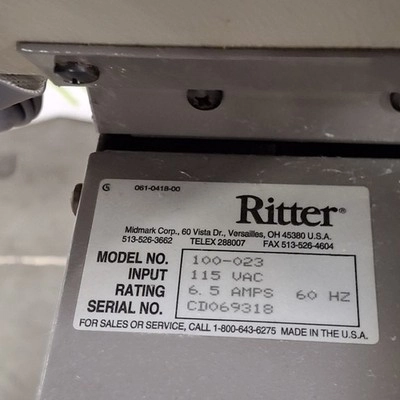 061-0418-00
Ritter®
Midmark Corp., 60 Vista Dr., Versailles, OH 45380 U.S.A.
513-526-3662 TELEX 288007 FAX 513-526-4604
MODEL NO. 100-023
INPUT 115 VAC
RATING 6.5 AMPS 60 HZ
SERIAL NO. CD069318
FOR SALES OR SERVICE, CALL 1-800-643-6275 MADE IN THE U.S.A.